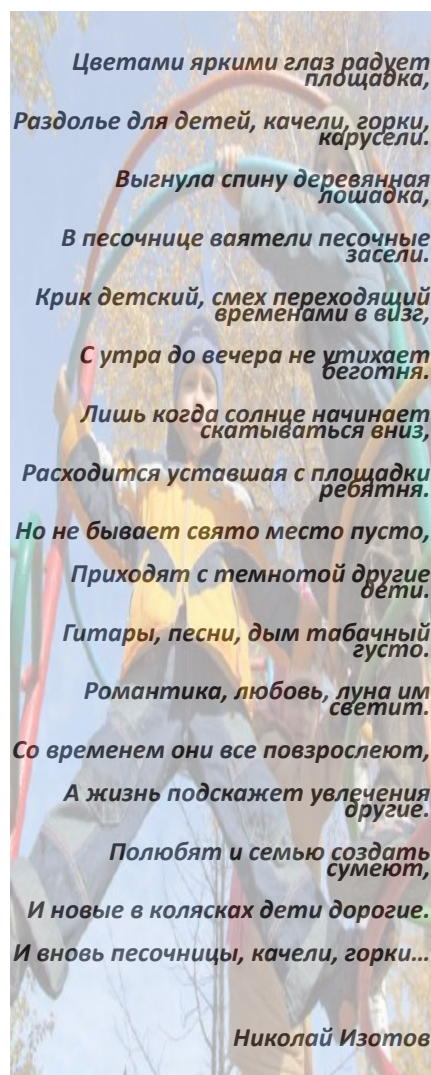 Цветами яркими глаз радует
площадка,
Раздолье для детей, качели, горки,
карусели.
Выгнула спину деревянная
лошадка,
В песочнице ваятели песочные
засели.
Крик детский, смех переходящий
временами в визг,
С утра до вечера не утихает
беготня.
Лишь когда солнце начинает
скатываться вниз,
Расходится уставшая с площадки
ребятня.
Но не бывает свято место пусто,
Приходят с темнотой другие
дети.
Гитары, песни, дым табачный
густо.
Романтика, любовь, луна им
светит.
Со временем они все повзрослеют,
А жизнь подскажет увлечения
другие.
Полюбят и семью создать
сумеют,
И новые в колясках дети дорогие.
И вновь песочницы, качели, горки...
Николай Изотов